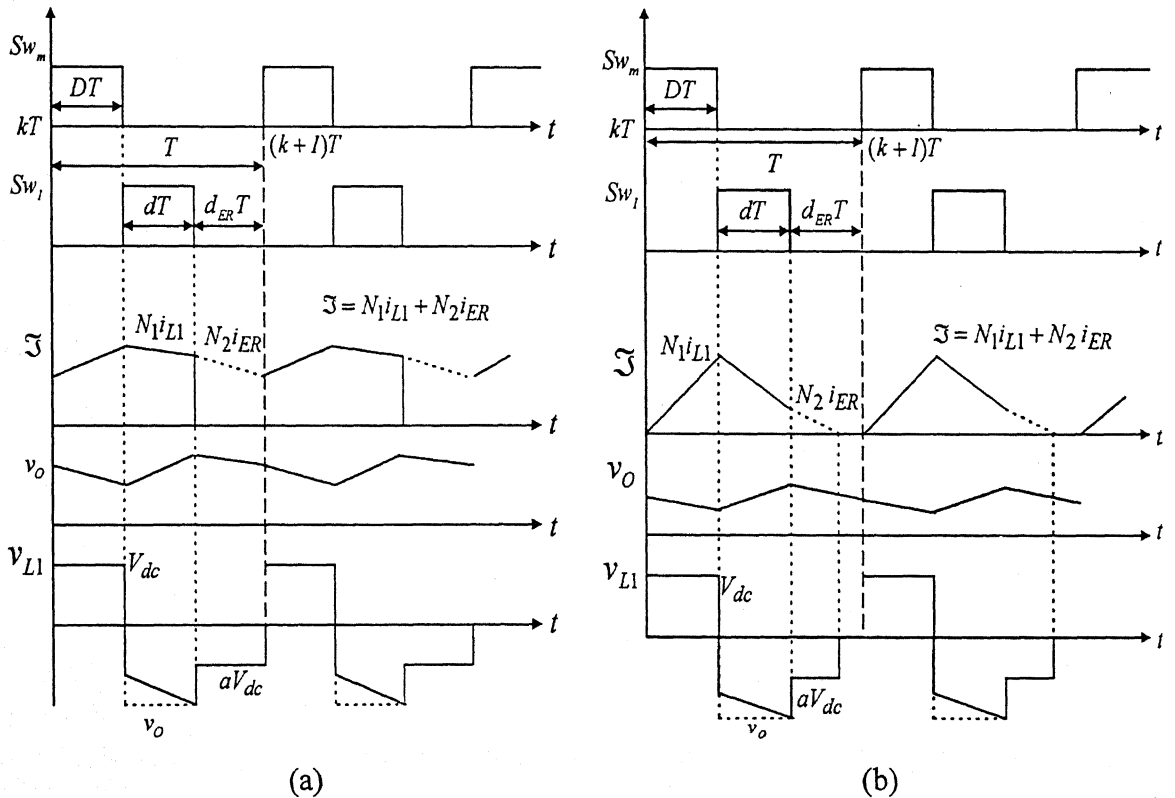 Sw_m
DT
kT
t
T
(k+1)T
Sw_1
dT
d_ER T
t
ℑ
N_1 i_L1
N_2 i_ER
ℑ = N_1 i_L1 + N_2 i_ER
t
v_o
t
v_L1
V_dc
t
aV_dc
v_o
(a)
Sw_m
DT
kT
t
T
(k+1)T
Sw_1
dT
d_ER T
t
ℑ
N_1 i_L1
N_2 i_ER
ℑ = N_1 i_L1 + N_2 i_ER
t
v_O
t
v_L1
V_dc
t
aV_dc
v_o
(b)